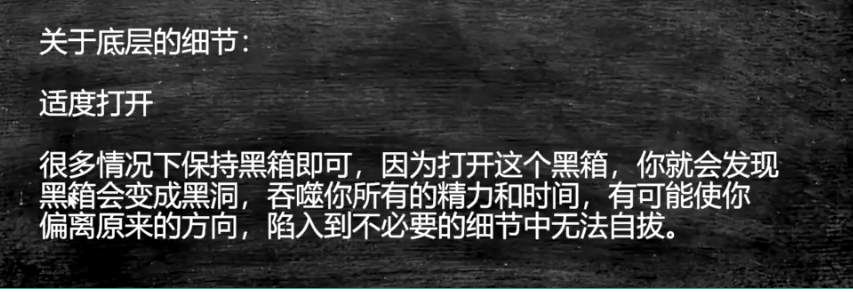 关于底层的细节：
适度打开
很多情况下保持黑箱即可，因为打开这个黑箱，你就会发现
黑箱会变成黑洞，吞噬你所有的精力和时间，有可能使你
偏离原来的方向，陷入到不必要的细节中无法自拔。